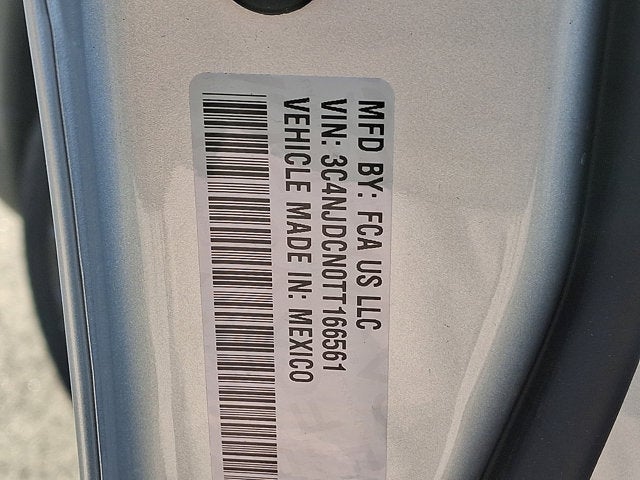 MFD BY: FCA US LLC
VIN: 3C4NJDCN0TT166561
VEHICLE MADE IN: MEXICO